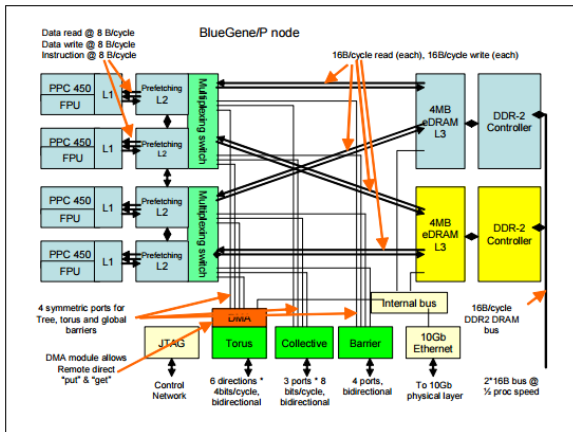 BlueGene/P node
Data read @ 8 B/cycle
Data write @ 8 B/cycle
Instruction @ 8 B/cycle
16B/cycle read (each), 16B/cycle write (each)
PPC 450
FPU
L1
Prefetching
L2
Multiplexing switch
PPC 450
FPU
L1
Prefetching
L2
4MB
eDRAM
L3
DDR-2
Controller
PPC 450
FPU
L1
Prefetching
L2
Multiplexing switch
PPC 450
FPU
L1
Prefetching
L2
4MB
eDRAM
L3
DDR-2
Controller
4 symmetric ports for
Tree, torus and global
barriers
DMA module allows
Remote direct
"put" & "get"
Internal bus
16B/cycle
DDR2 DRAM
bus
JTAG
DMA
Torus
Collective
Barrier
10Gb
Ethernet
Control
Network
6 directions *
4bits/cycle,
bidirectional
3 ports * 8
bits/cycle,
bidirectional
4 ports,
bidirectional
To 10Gb
physical layer
2*16B bus @
½ proc speed